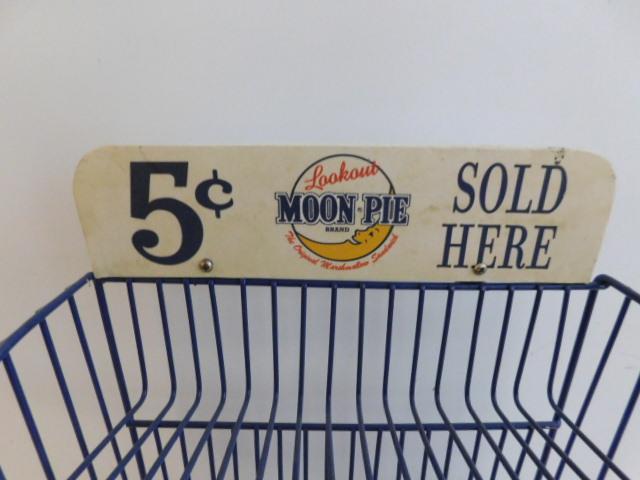 5¢
Lookout
MOON PIE
BRAND
The Original Marshmallow Sandwich
SOLD
HERE